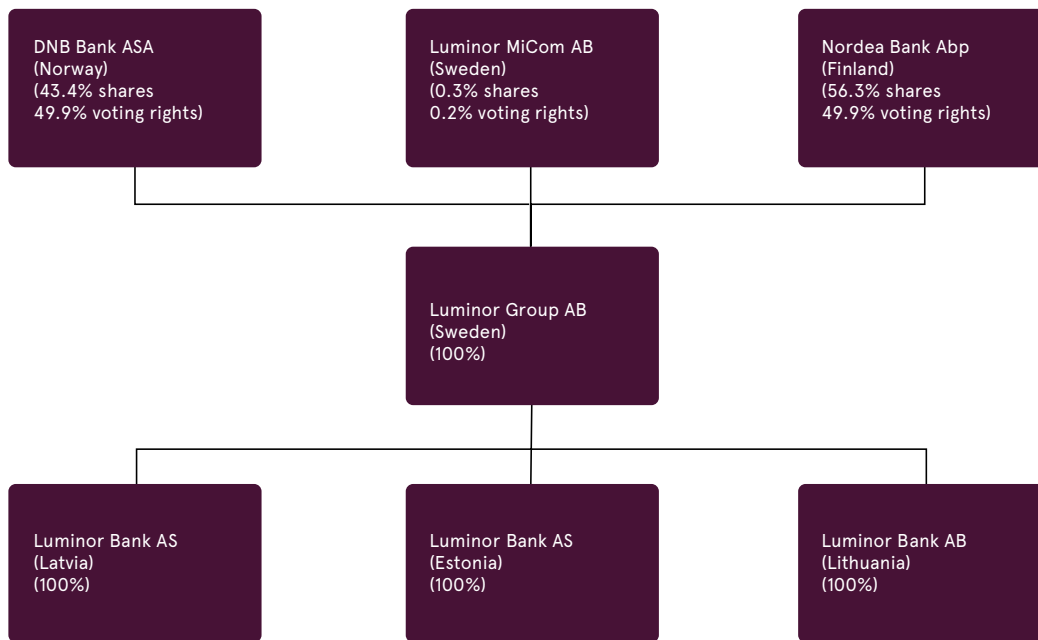 DNB Bank ASA
(Norway)
(43.4% shares
49.9% voting rights)
Luminor MiCom AB
(Sweden)
(0.3% shares
0.2% voting rights)
Nordea Bank Abp
(Finland)
(56.3% shares
49.9% voting rights)
Luminor Group AB
(Sweden)
(100%)
Luminor Bank AS
(Latvia)
(100%)
Luminor Bank AS
(Estonia)
(100%)
Luminor Bank AB
(Lithuania)
(100%)